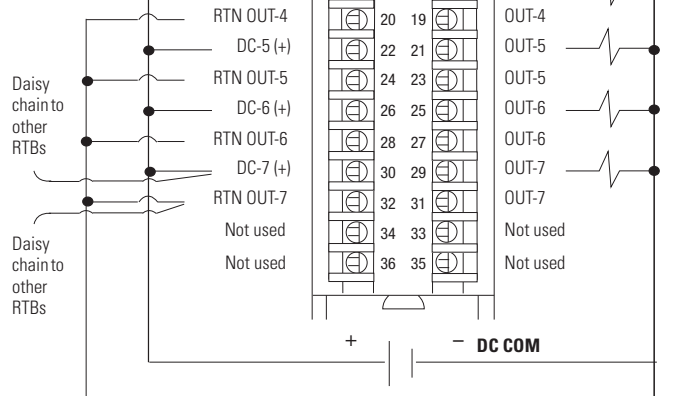 RTN OUT-4 20 19 OUT-4
DC-5 (+) 22 21 OUT-5
RTN OUT-5 24 23 OUT-5
DC-6 (+) 26 25 OUT-6
RTN OUT-6 28 27 OUT-6
DC-7 (+) 30 29 OUT-7
RTN OUT-7 32 31 OUT-7
Not used 34 33 Not used
Not used 36 35 Not used
Daisy
chain to
other
RTBs
Daisy
chain to
other
RTBs
+ – DC COM